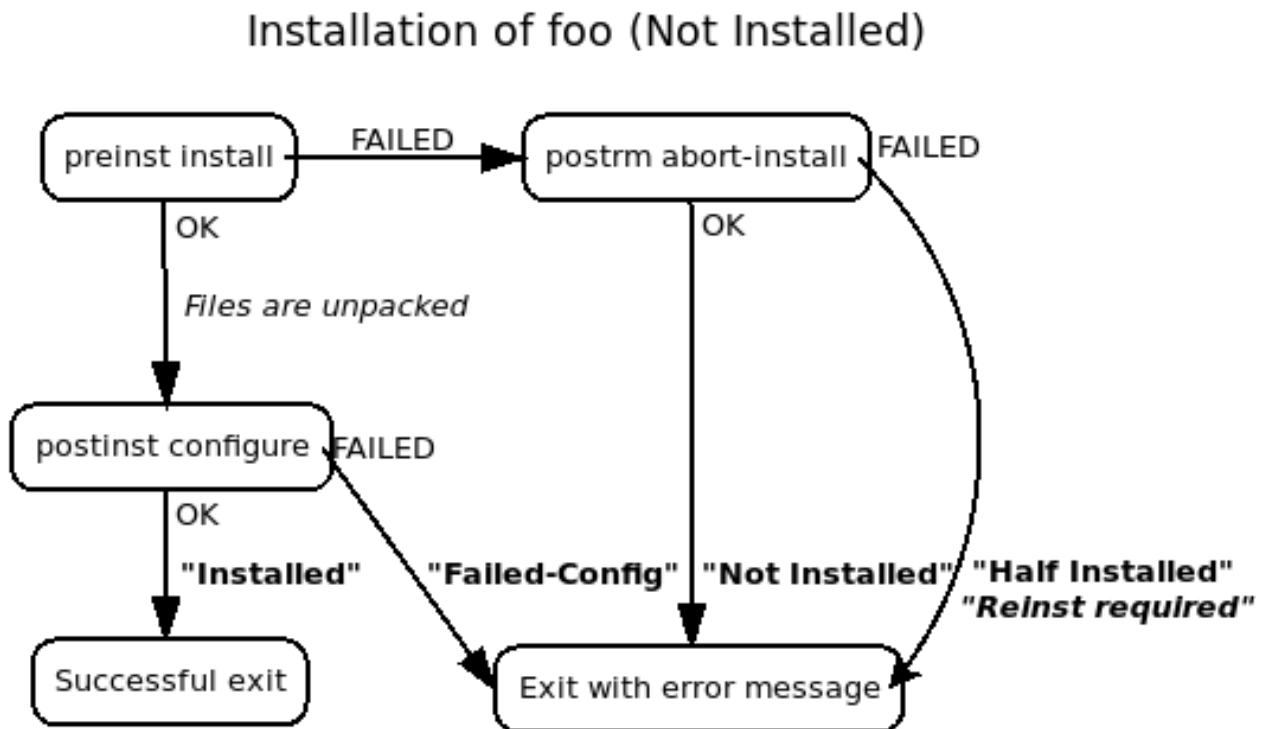 Installation of foo (Not Installed)
preinst install
FAILED
postrm abort-install
FAILED
OK
OK
Files are unpacked
postinst configure
FAILED
OK
"Installed"
"Failed-Config"
"Not Installed"
"Half Installed"
"Reinst required"
Successful exit
Exit with error message